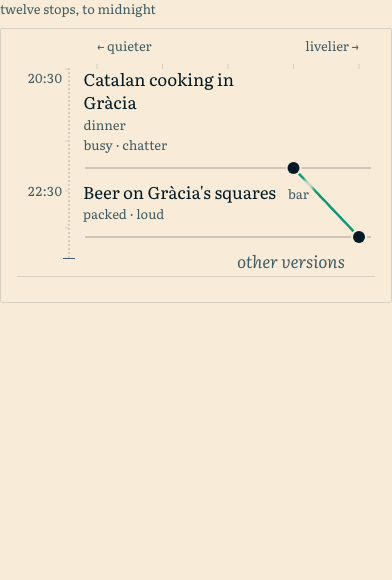 twelve stops, to midnight
← quieter livelier →
20:30 Catalan cooking in
Gràcia
dinner
busy · chatter
22:30 Beer on Gràcia's squares bar
packed · loud
other versions